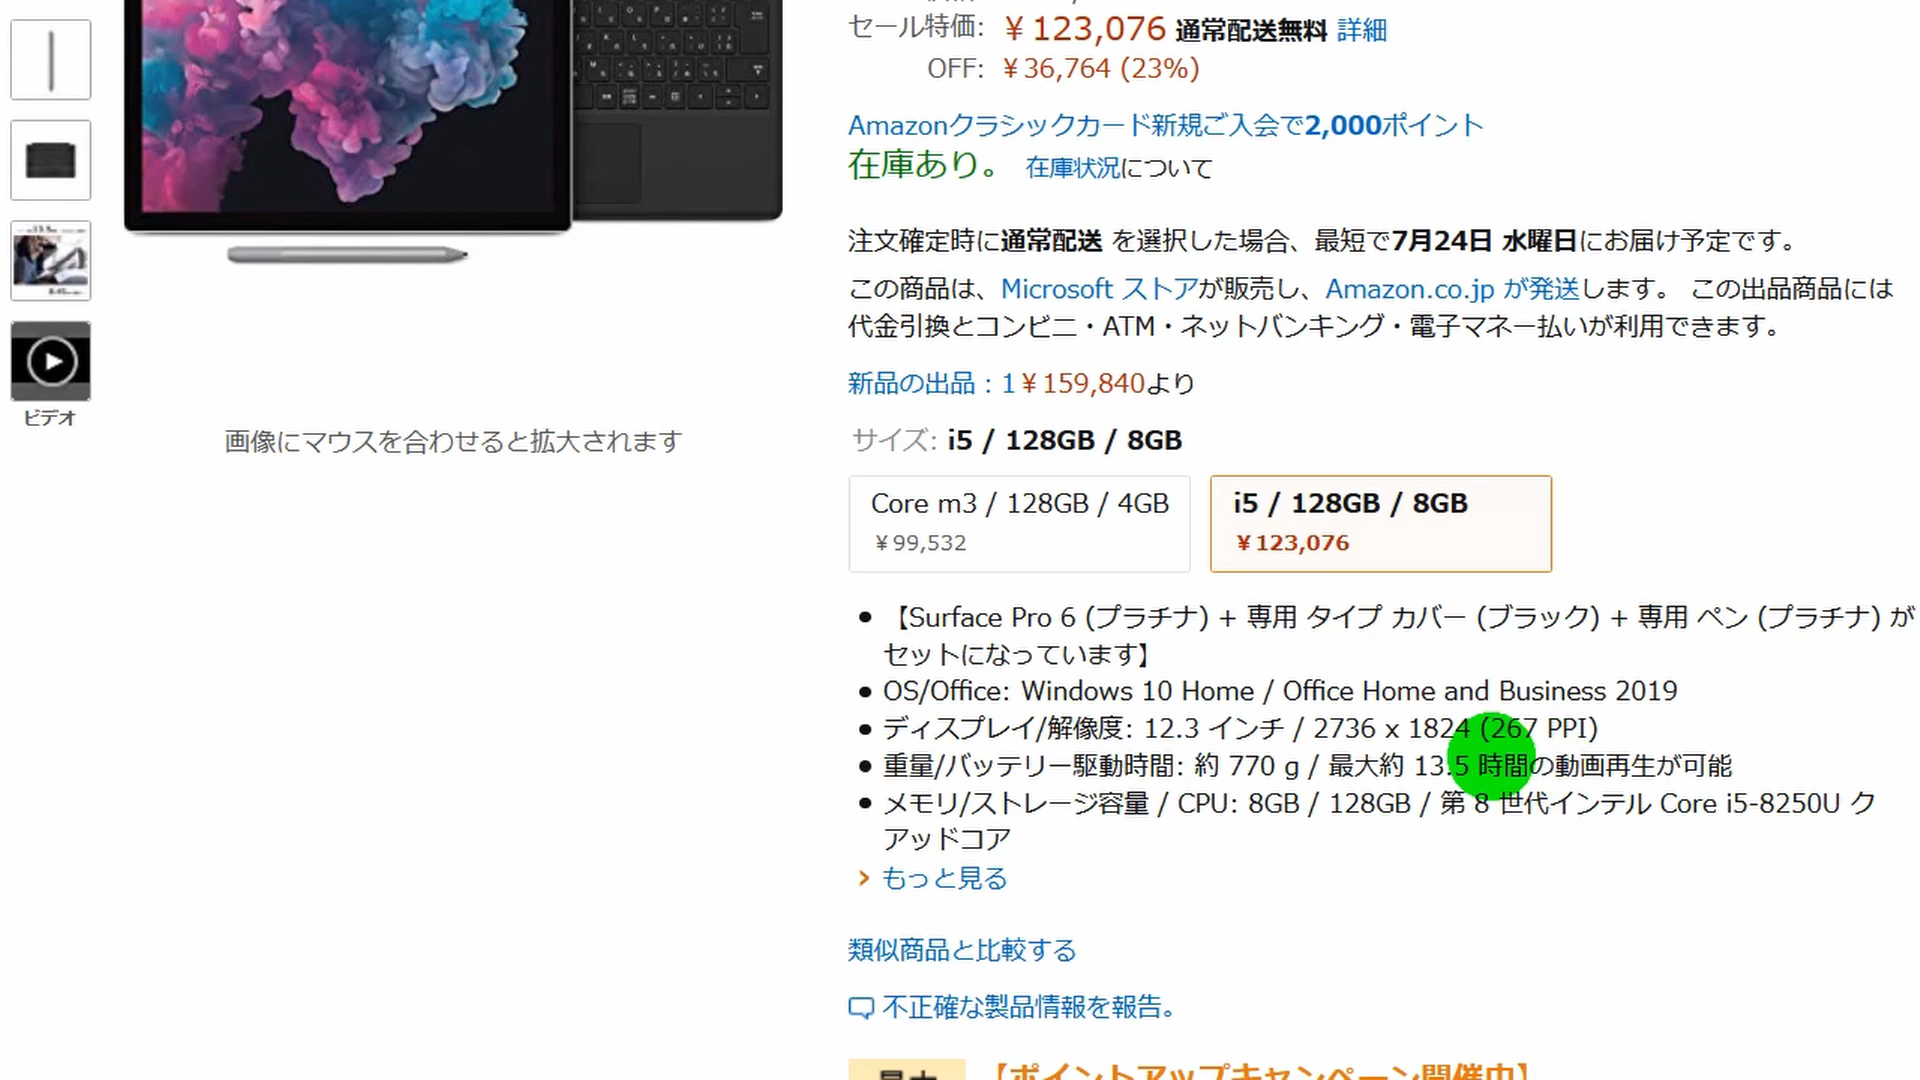 セール特価: ￥ 123,076 通常配送無料 詳細
OFF: ￥ 36,764 (23%)
Amazonクラシックカード新規ご入会で2,000ポイント
在庫あり。 在庫状況について
注文確定時に通常配送 を選択した場合、最短で7月24日 水曜日にお届け予定です。
この商品は、Microsoft ストアが販売し、Amazon.co.jp が発送します。 この出品商品には
代金引換とコンビニ・ATM・ネットバンキング・電子マネー払いが利用できます。
新品の出品：1￥159,840より
サイズ: i5 / 128GB / 8GB
Core m3 / 128GB / 4GB
￥99,532
i5 / 128GB / 8GB
￥123,076
【Surface Pro 6 (プラチナ) + 専用 タイプ カバー (ブラック) + 専用 ペン (プラチナ) が
セットになっています】
OS/Office: Windows 10 Home / Office Home and Business 2019
ディスプレイ/解像度: 12.3 インチ / 2736 x 1824 (267 PPI)
重量/バッテリー駆動時間: 約 770 g / 最大約 13.5 時間の動画再生が可能
メモリ/ストレージ容量 / CPU: 8GB / 128GB / 第 8 世代インテル Core i5-8250U ク
アッドコア
もっと見る
類似商品と比較する
不正確な製品情報を報告。
【ポイントアップキャンペーン開催中】
ビデオ
画像にマウスを合わせると拡大されます